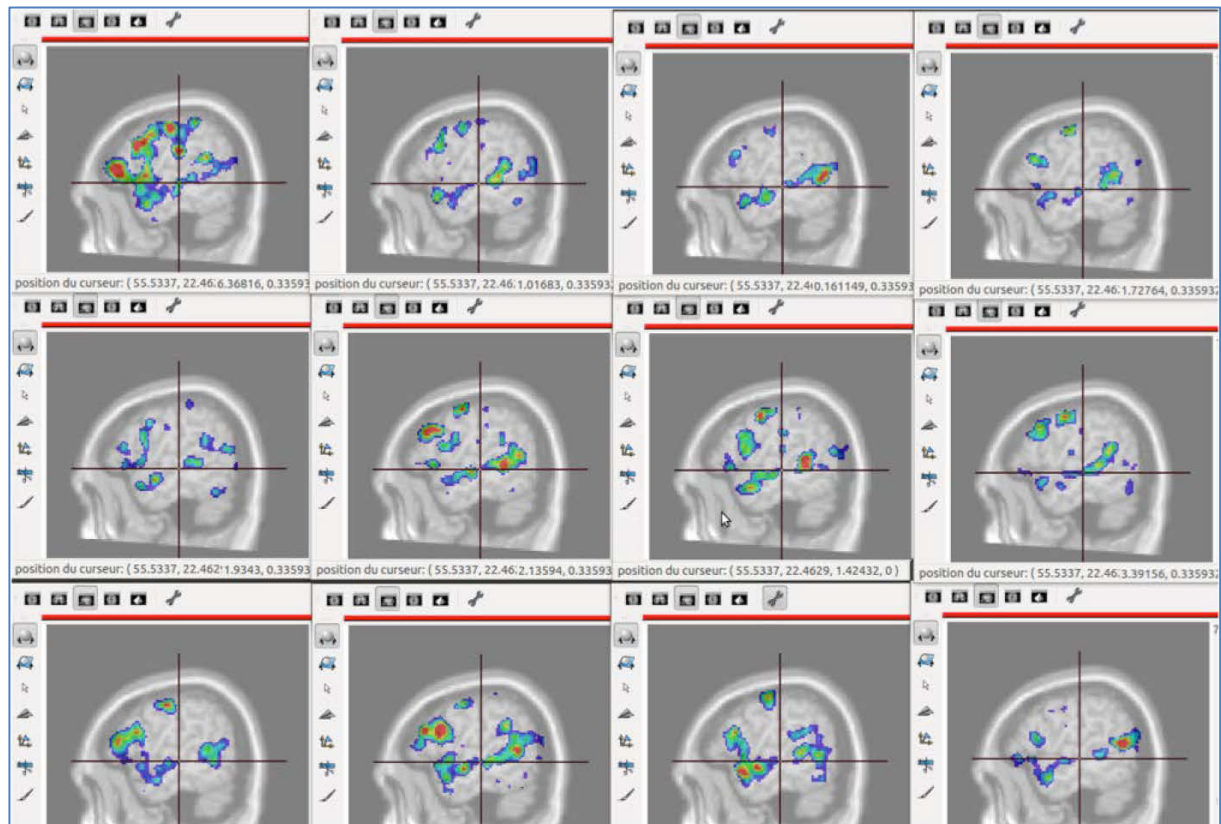 position du curseur: ( 55.5337, 22.46:6.36816, 0.33593
position du curseur: ( 55.5337, 22.46:1.01683, 0.335932
position du curseur: ( 55.5337, 22.4(0.161149, 0.33593
position du curseur: ( 55.5337, 22.46:1.72764, 0.335932
position du curseur: ( 55.5337, 22.462!1.9343, 0.33593
position du curseur: ( 55.5337, 22.46:2.13594, 0.33593
position du curseur: ( 55.5337, 22.4629, 1.42432, 0 )
position du curseur: ( 55.5337, 22.46:3.39156, 0.335932
7